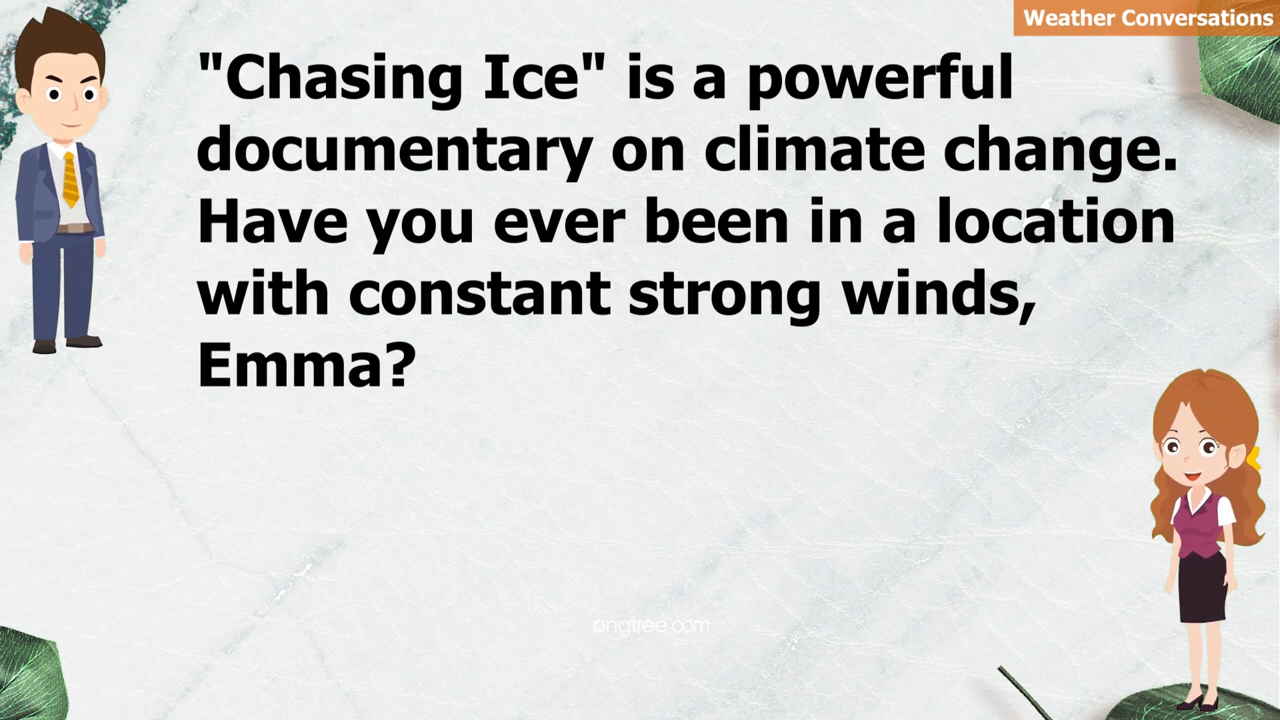 Weather Conversations
"Chasing Ice" is a powerful
documentary on climate change.
Have you ever been in a location
with constant strong winds,
Emma?
pngtree.com